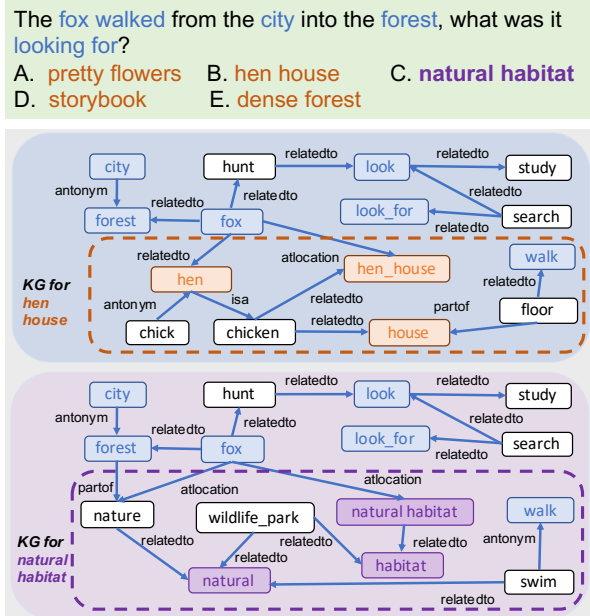 The fox walked from the city into the forest, what was it
looking for?
A. pretty flowers B. hen house C. natural habitat
D. storybook E. dense forest
city
hunt
relatedto
look
relatedto
study
antonym
relatedto
relatedto
relatedto
forest
fox
look_for
search
relatedto
relatedto
atlocation
walk
KG for
hen
house
hen
hen_house
relatedto
antonym
isa
relatedto
partof
floor
chick
chicken
relatedto
house
city
hunt
relatedto
look
relatedto
study
antonym
relatedto
relatedto
relatedto
forest
fox
look_for
search
relatedto
partof
atlocation
atlocation
nature
wildlife_park
natural habitat
walk
KG for
natural
habitat
relatedto
relatedto
relatedto
relatedto
antonym
natural
habitat
swim
relatedto